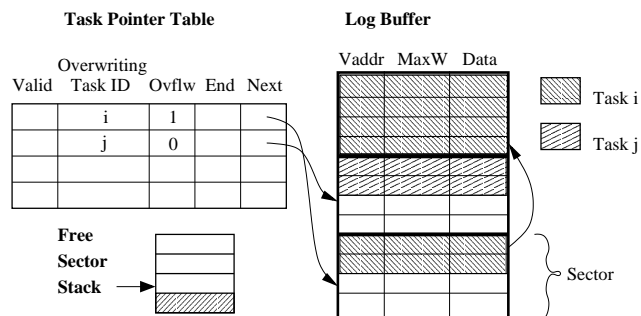 Task Pointer Table
Log Buffer
Overwriting
Valid Task ID Ovflw End Next
Vaddr MaxW Data
i 1
j 0
Task i
Task j
Free
Sector
Stack
Sector